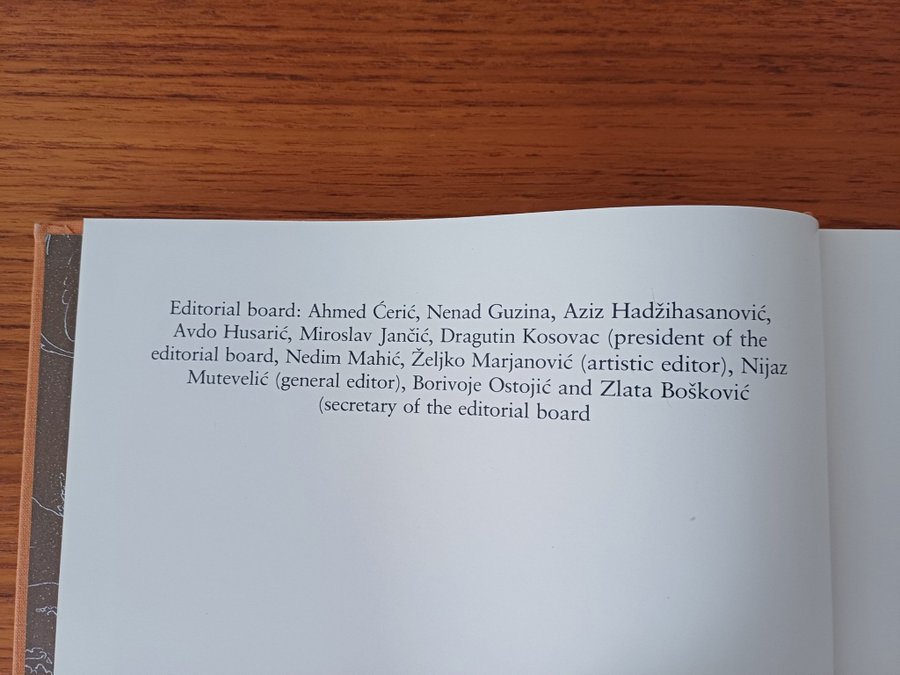 Editorial board: Ahmed Ćerić, Nenad Guzina, Aziz Hadžihasanović,
Avdo Husarić, Miroslav Jančić, Dragutin Kosovac (president of the
editorial board, Nedim Mahić, Željko Marjanović (artistic editor), Nijaz
Mutevelić (general editor), Borivoje Ostojić and Zlata Bošković
(secretary of the editorial board